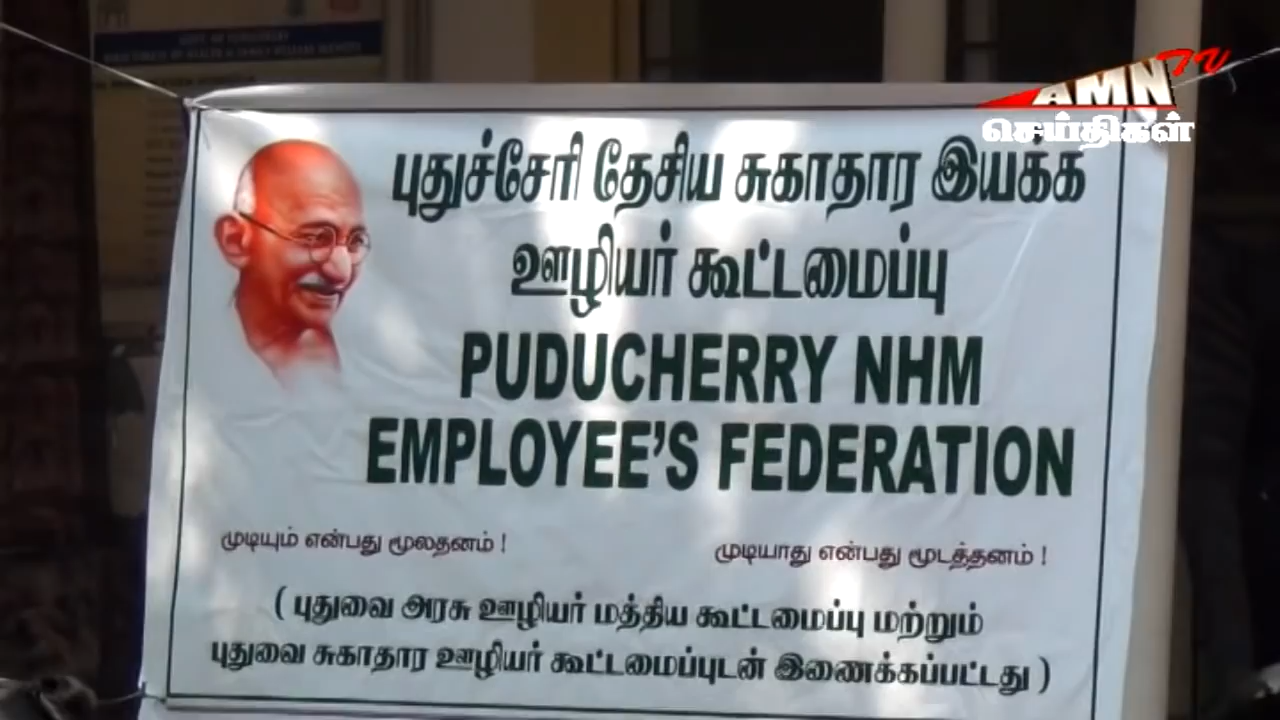 AMN TV
செய்திகள்
புதுச்சேரி தேசிய சுகாதார இயக்க
ஊழியர் கூட்டமைப்பு
PUDUCHERRY NHM
EMPLOYEE'S FEDERATION
முடியும் என்பது மூலதனம் !
முடியாது என்பது மூடத்தனம் !
( புதுவை அரசு ஊழியர் மத்திய கூட்டமைப்பு மற்றும்
புதுவை சுகாதார ஊழியர் கூட்டமைப்புடன் இணைக்கப்பட்டது )